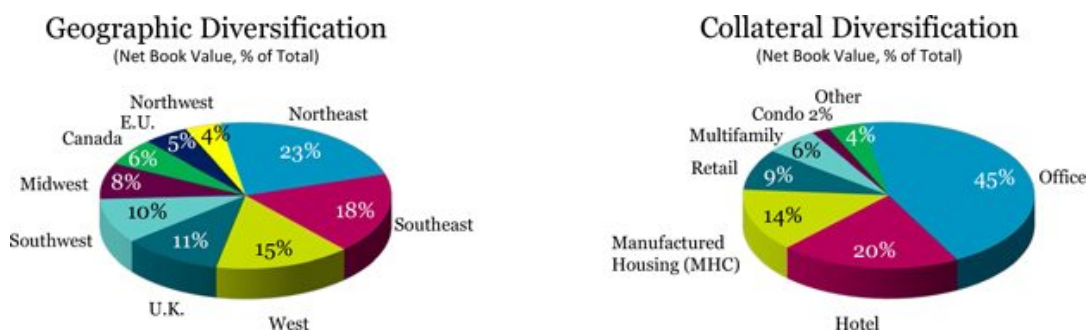 Geographic Diversification
(Net Book Value, % of Total)
Northwest
E.U.
Canada
Midwest
Southwest
U.K.
West
Southeast
Northeast
4%
5%
6%
8%
10%
11%
15%
18%
23%
Collateral Diversification
(Net Book Value, % of Total)
Other
Condo 2%
Multifamily
Retail
Manufactured
Housing (MHC)
Hotel
Office
4%
6%
9%
14%
20%
45%